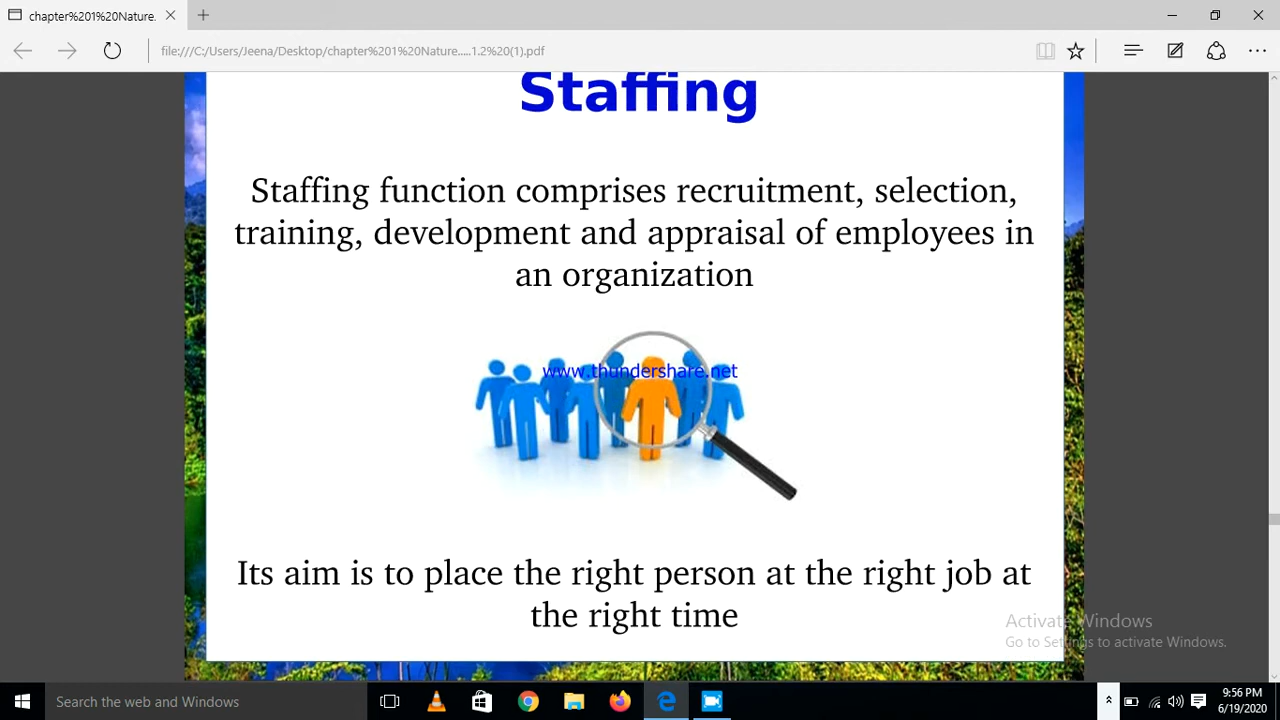 chapter%201%20Nature.
file:///C:/Users/Jeena/Desktop/chapter%201%20Nature.....1.2%20(1).pdf
Staffing
Staffing function comprises recruitment, selection,
training, development and appraisal of employees in
an organization
www.thundershare.net
Its aim is to place the right person at the right job at
the right time
Activate Windows
Go to Settings to activate Windows.
Search the web and Windows
9:56 PM
6/19/2020